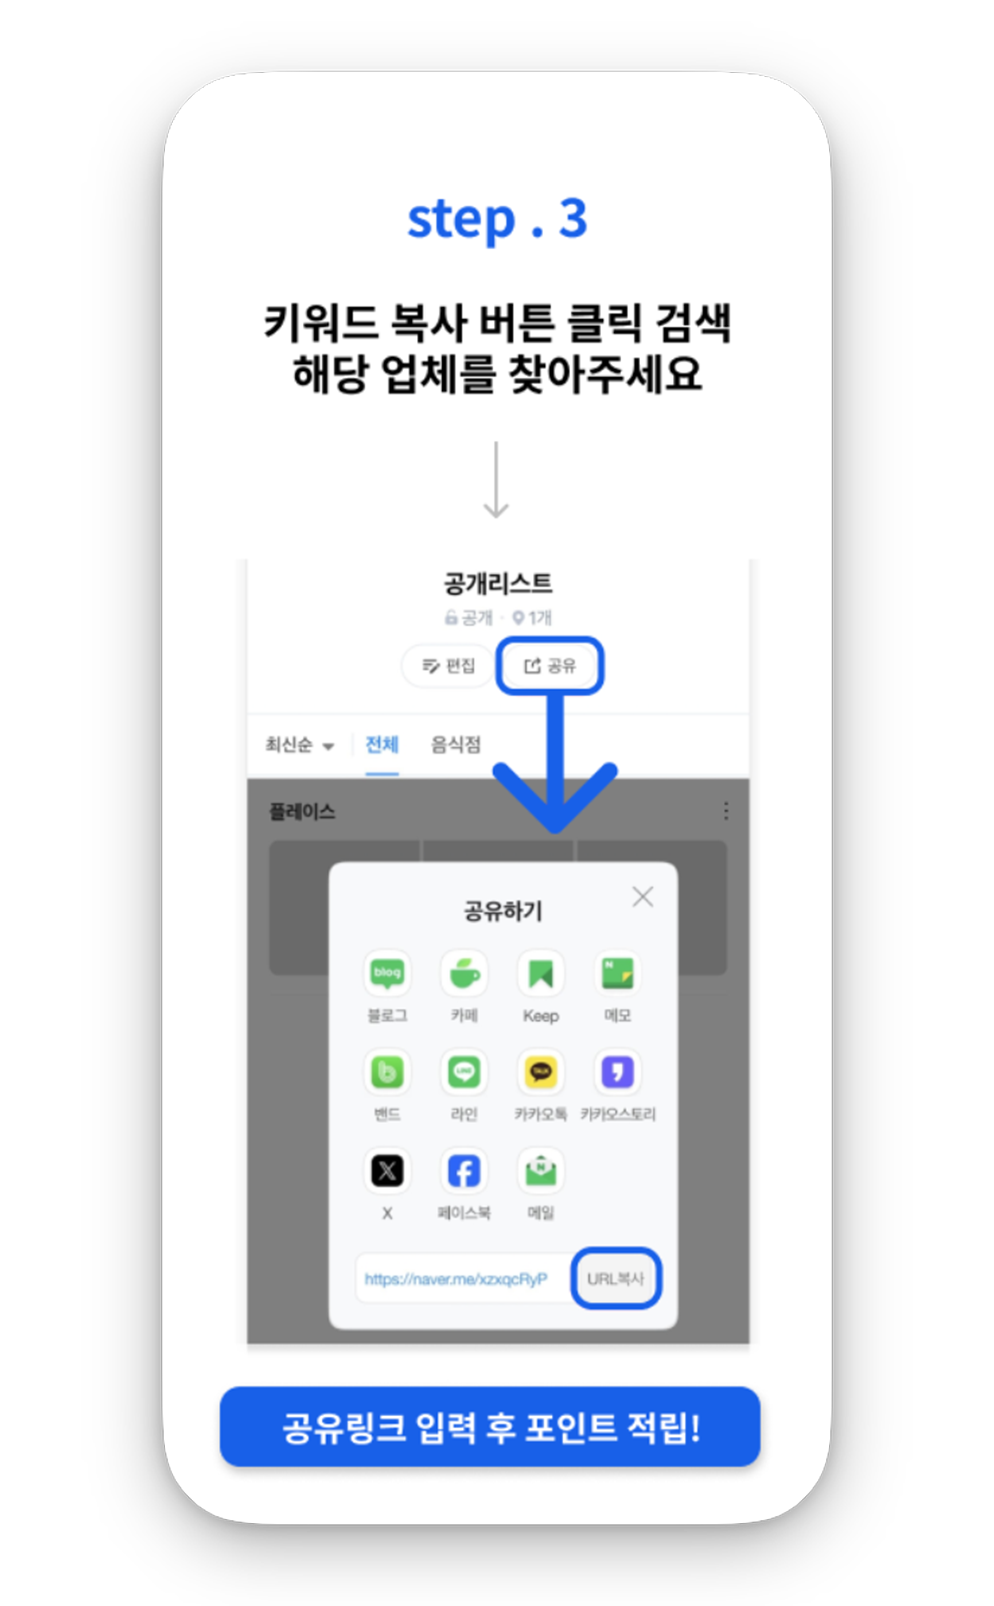 step . 3
키워드 복사 버튼 클릭 검색
해당 업체를 찾아주세요
공개리스트
공개 · 1개
편집
공유
최신순
전체
음식점
플레이스
공유하기
blog
N
블로그
카페
Keep
메모
LINE
TALK
밴드
라인
카카오톡
카카오스토리
N
X
페이스북
메일
https://naver.me/xzxqcRyP
URL복사
공유링크 입력 후 포인트 적립!